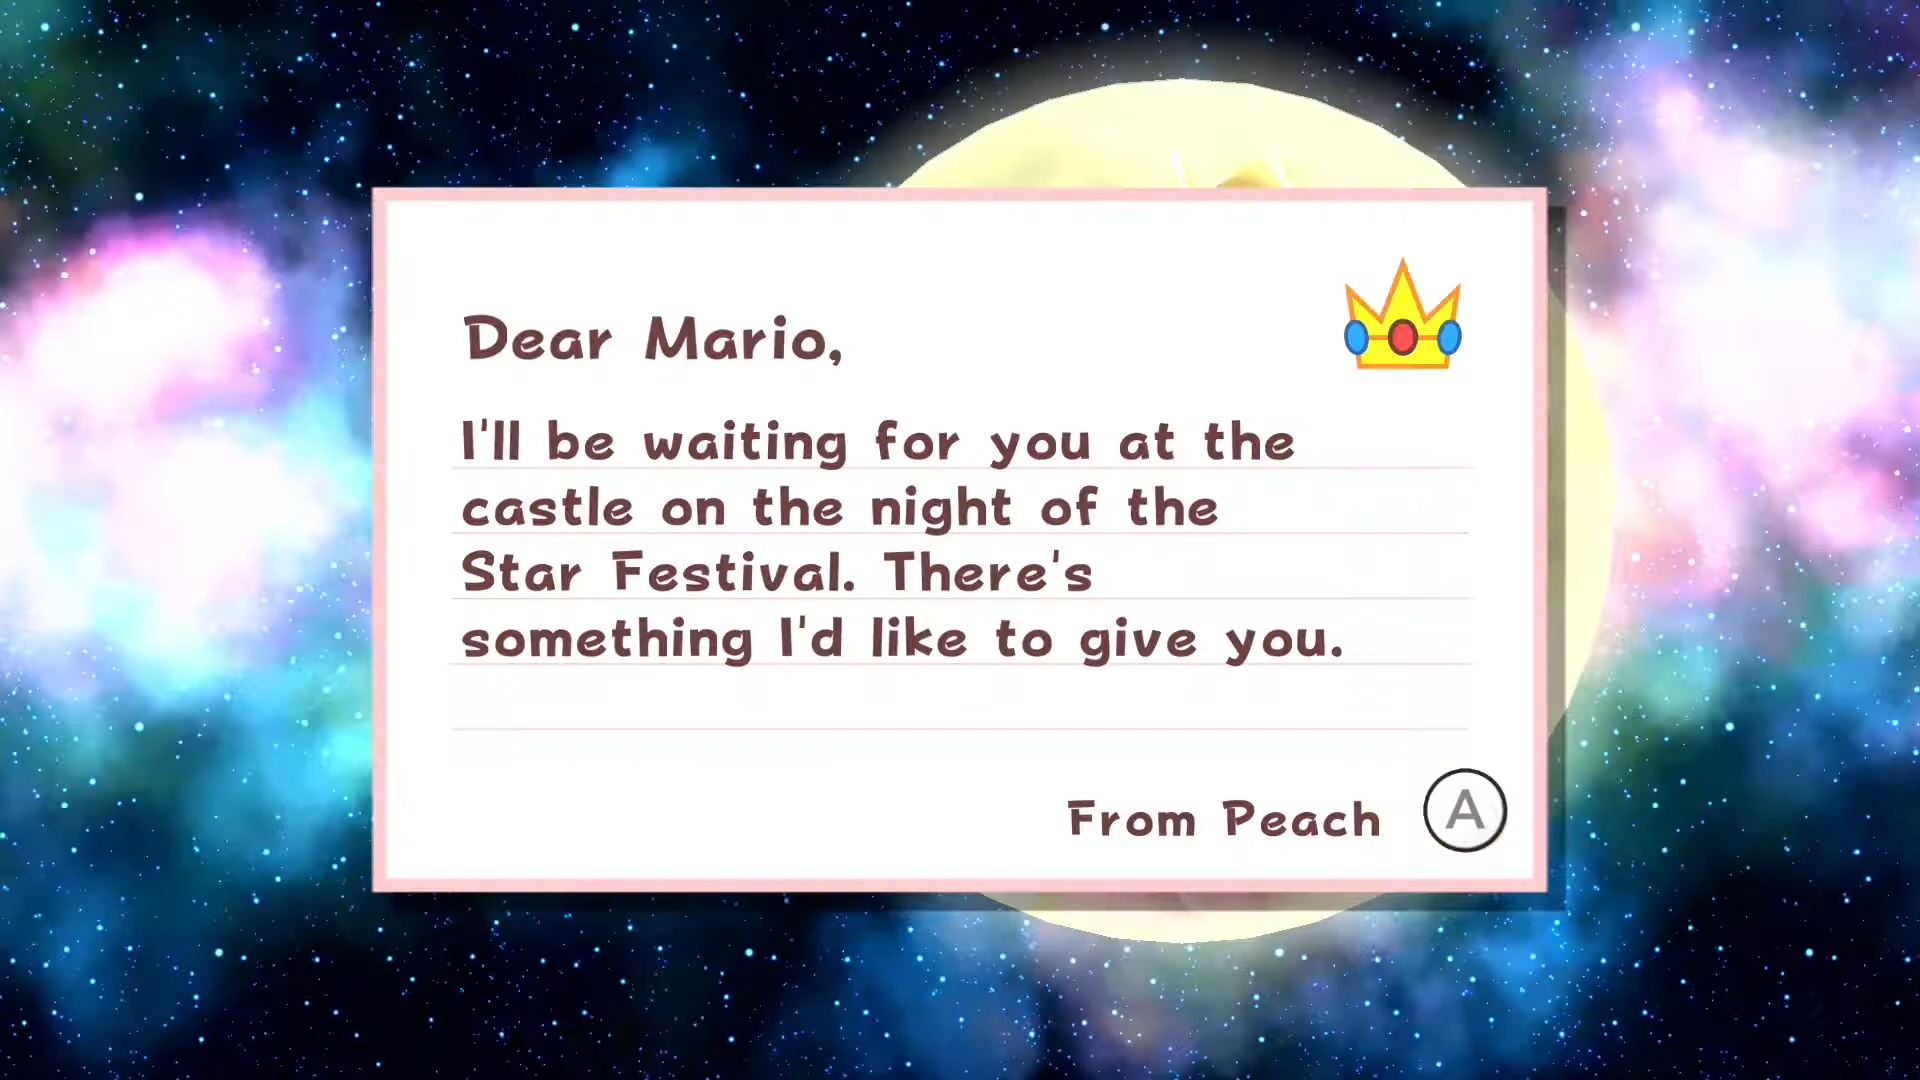 Dear Mario,
I'll be waiting for you at the
castle on the night of the
Star Festival. There's
something I'd like to give you.
From Peach
A